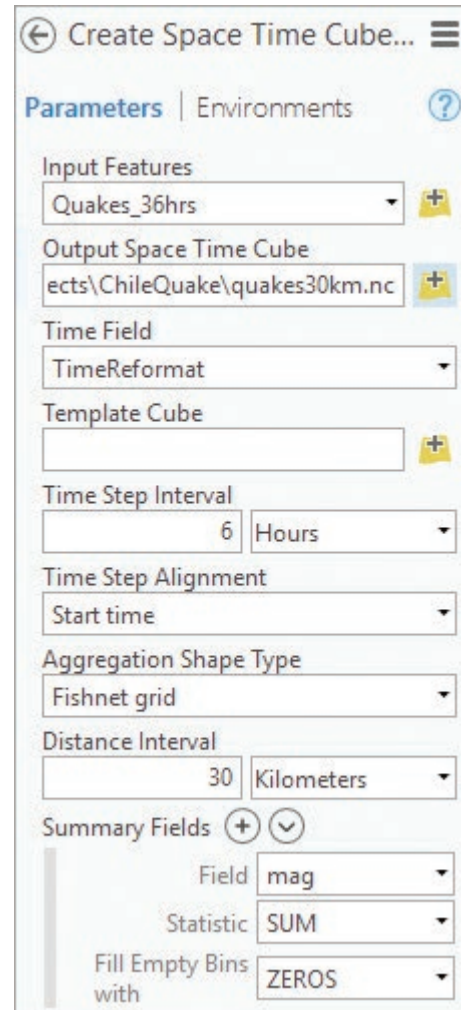 Create Space Time Cube...
Parameters | Environments
?
Input Features
Quakes_36hrs
Output Space Time Cube
ects\ChileQuake\quakes30km.nc
Time Field
TimeReformat
Template Cube
Time Step Interval
6 Hours
Time Step Alignment
Start time
Aggregation Shape Type
Fishnet grid
Distance Interval
30 Kilometers
Summary Fields
Field mag
Statistic SUM
Fill Empty Bins
with ZEROS